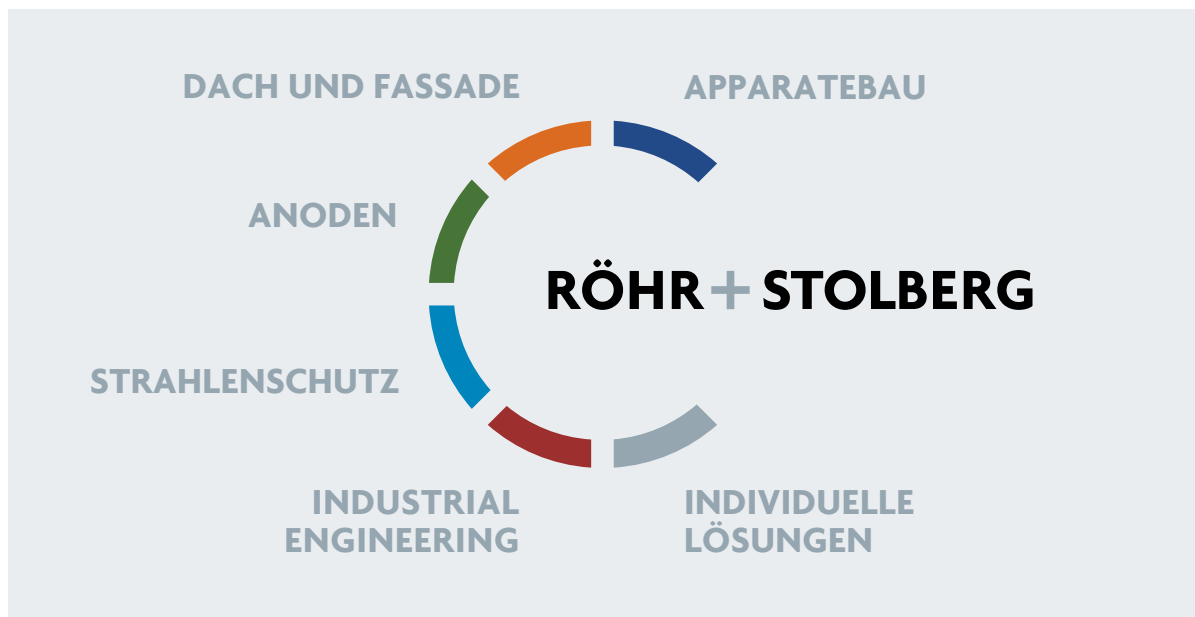 DACH UND FASSADE
APPARATEBAU
ANODEN
RÖHR + STOLBERG
STRAHLENSCHUTZ
INDUSTRIAL
ENGINEERING
INDIVIDUELLE
LÖSUNGEN